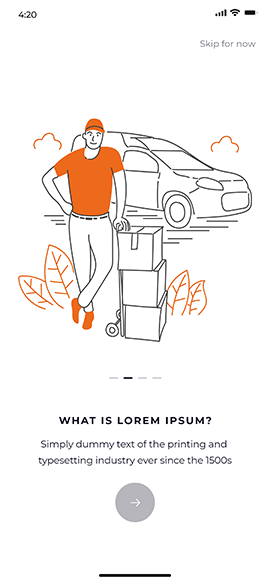 4:20
Skip for now
WHAT IS LOREM IPSUM?
Simply dummy text of the printing and
typesetting industry ever since the 1500s